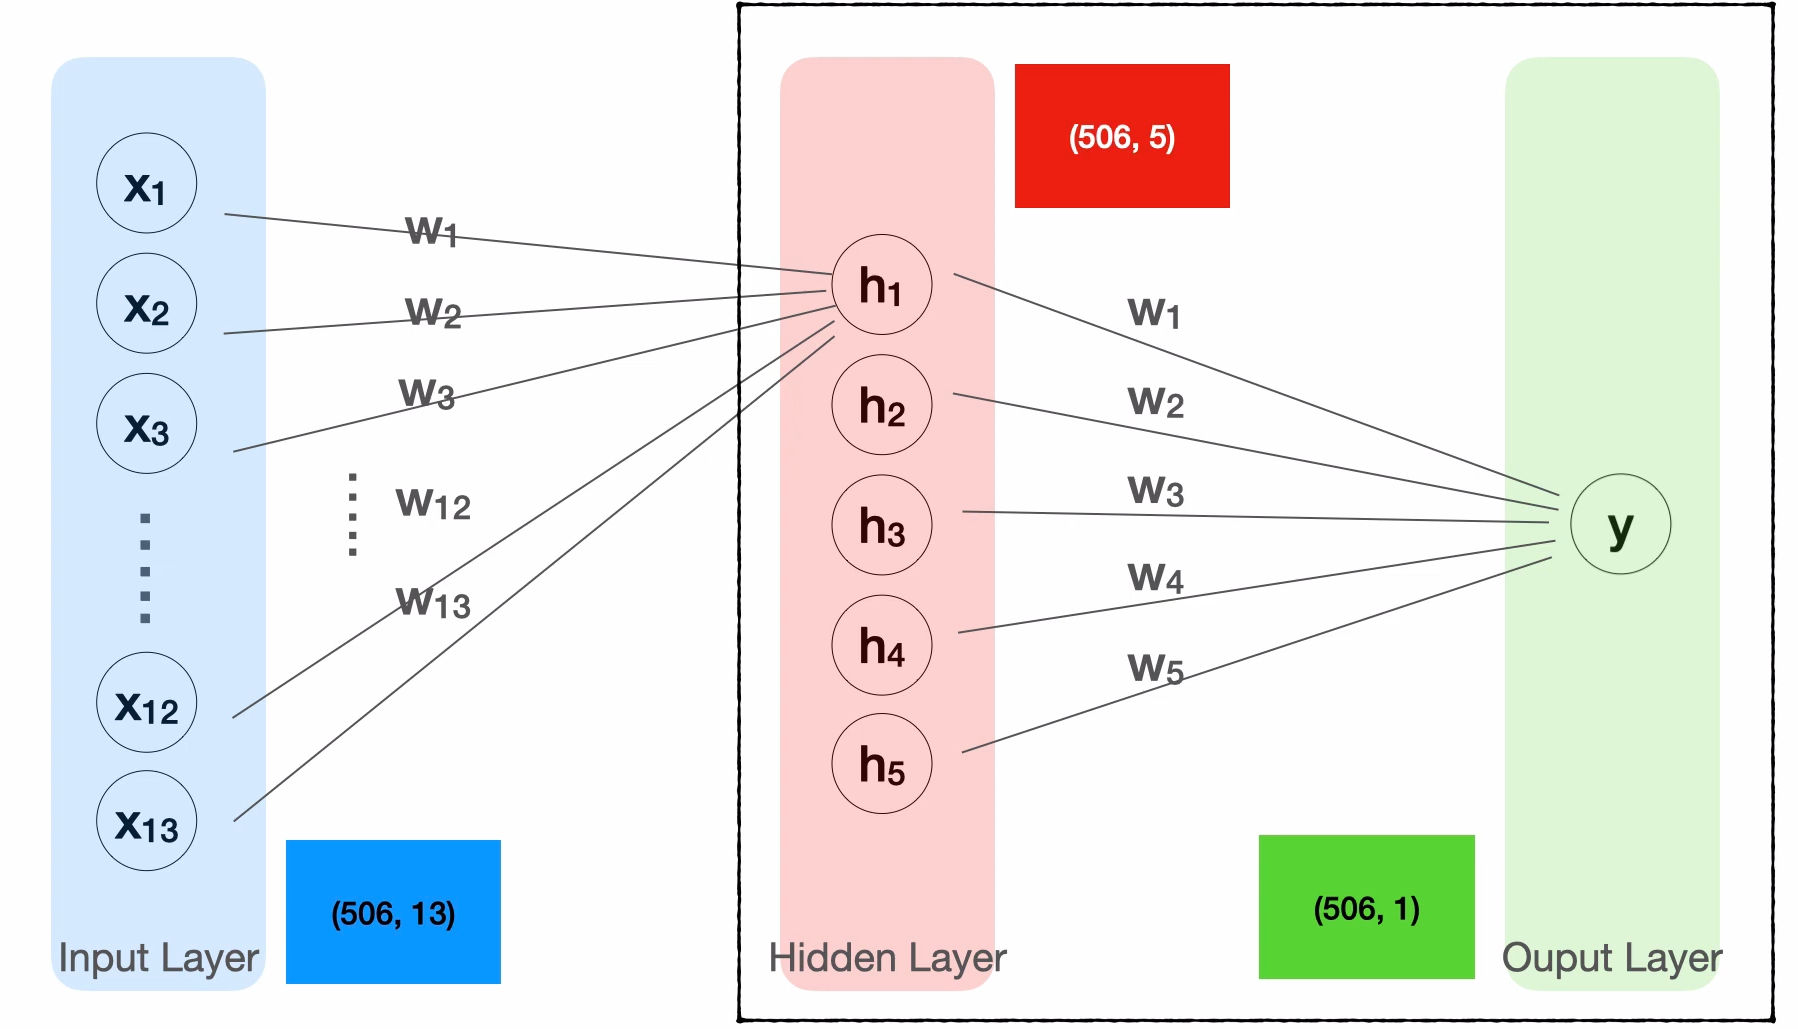 x1
x2
x3
x12
x13
Input Layer
(506, 13)
w1
w2
w3
w12
w13
h1
h2
h3
h4
h5
Hidden Layer
(506, 5)
w1
w2
w3
w4
w5
(506, 1)
y
Ouput Layer